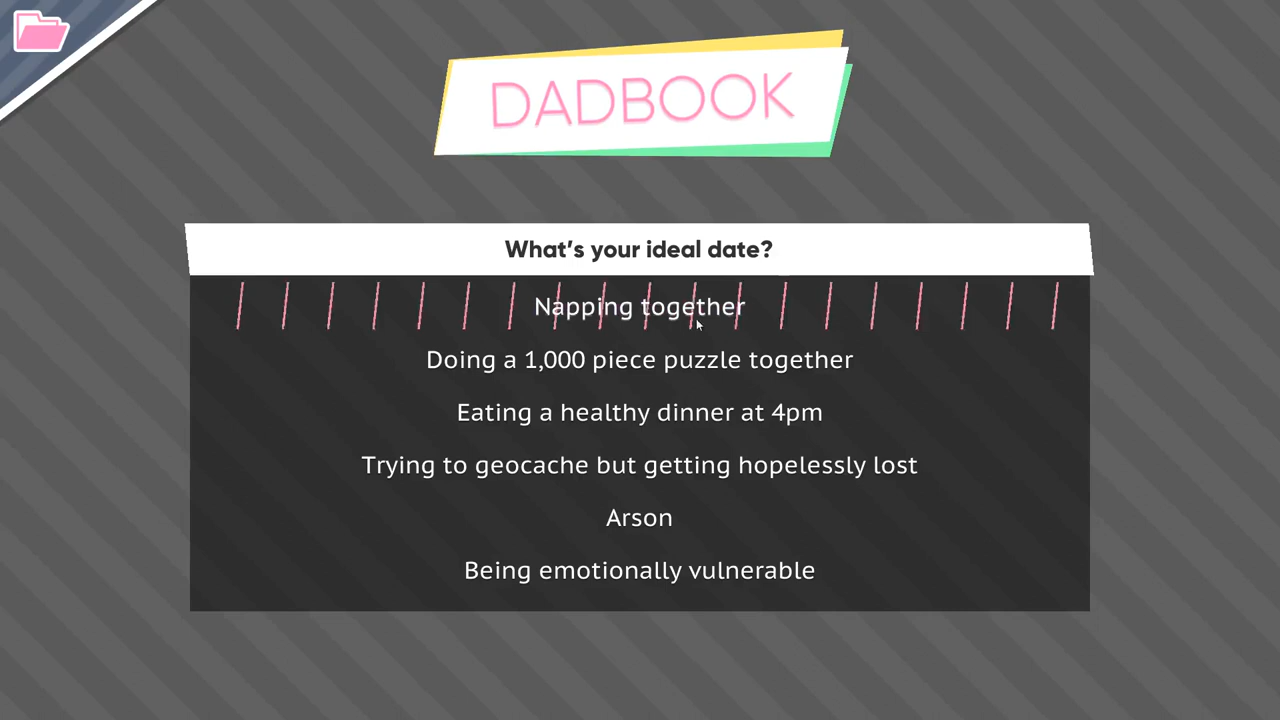 DADBOOK
What's your ideal date?
Napping together
Doing a 1,000 piece puzzle together
Eating a healthy dinner at 4pm
Trying to geocache but getting hopelessly lost
Arson
Being emotionally vulnerable